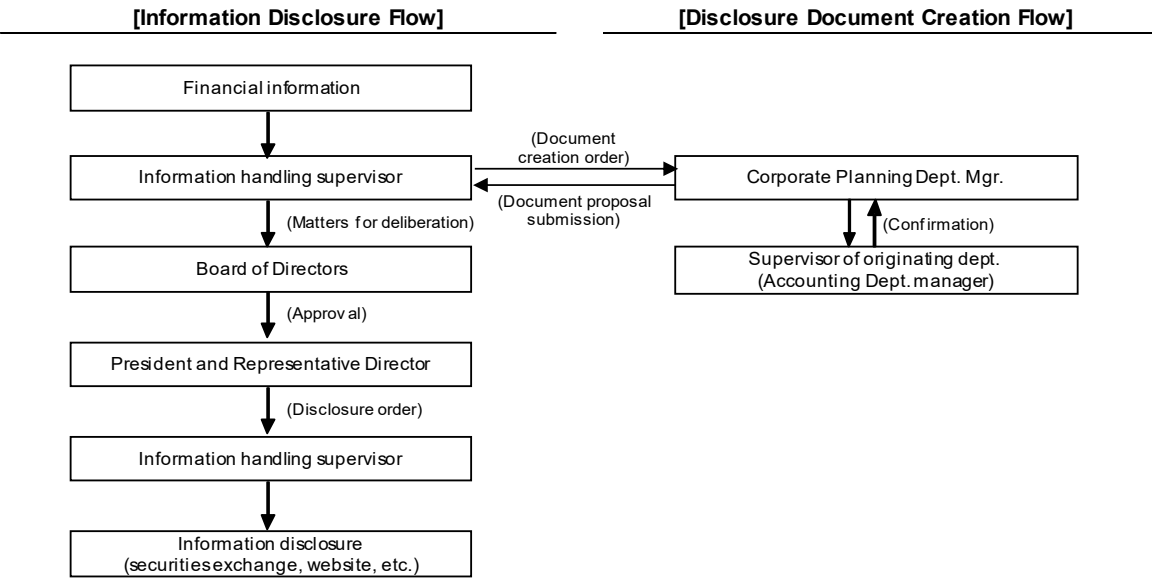 [Information Disclosure Flow]
[Disclosure Document Creation Flow]
Financial information
(Document
creation order)
Information handling supervisor
Corporate Planning Dept. Mgr.
(Document proposal
submission)
(Matters for deliberation)
(Confirmation)
Board of Directors
Supervisor of originating dept.
(Accounting Dept. manager)
(Approval)
President and Representative Director
(Disclosure order)
Information handling supervisor
Information disclosure
(securities exchange, website, etc.)